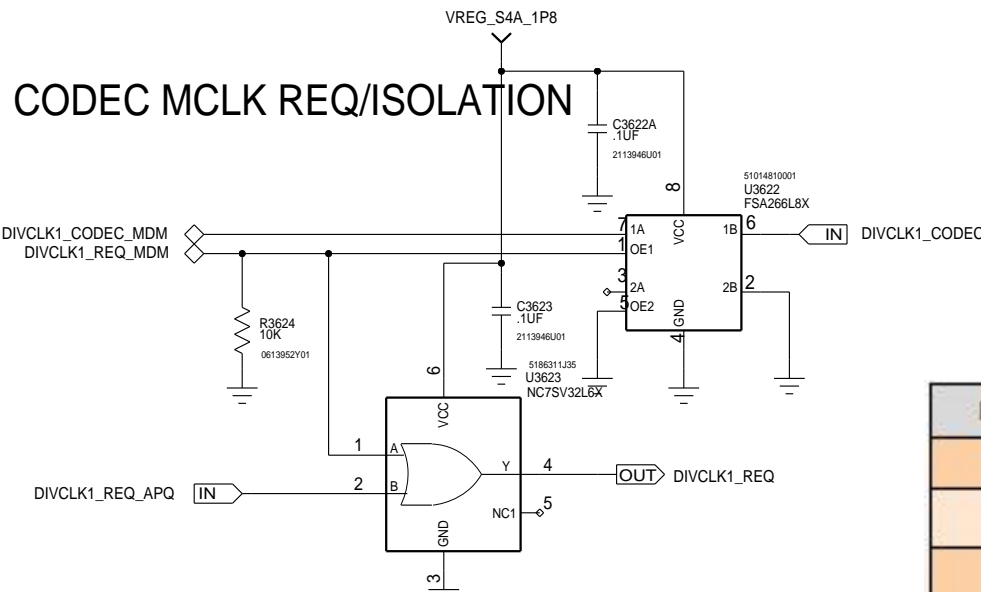 VREG_S4A_1P8
CODEC MCLK REQ/ISOLATION
C3622A
.1UF
2113946U01
51014810001
U3622
FSA266L8X
8
VCC
DIVCLK1_CODEC_MDM
7
1A
1B
6
IN
DIVCLK1_CODEC
DIVCLK1_REQ_MDM
1
OE1
3
2A
2B
2
5
OE2
GND
4
C3623
.1UF
2113946U01
R3624
10K
0613952Y01
5186311J35
U3623
NC7SV32L6X
6
VCC
1
A
Y
4
OUT
DIVCLK1_REQ
DIVCLK1_REQ_APQ
IN
2
B
NC1
5
GND
3